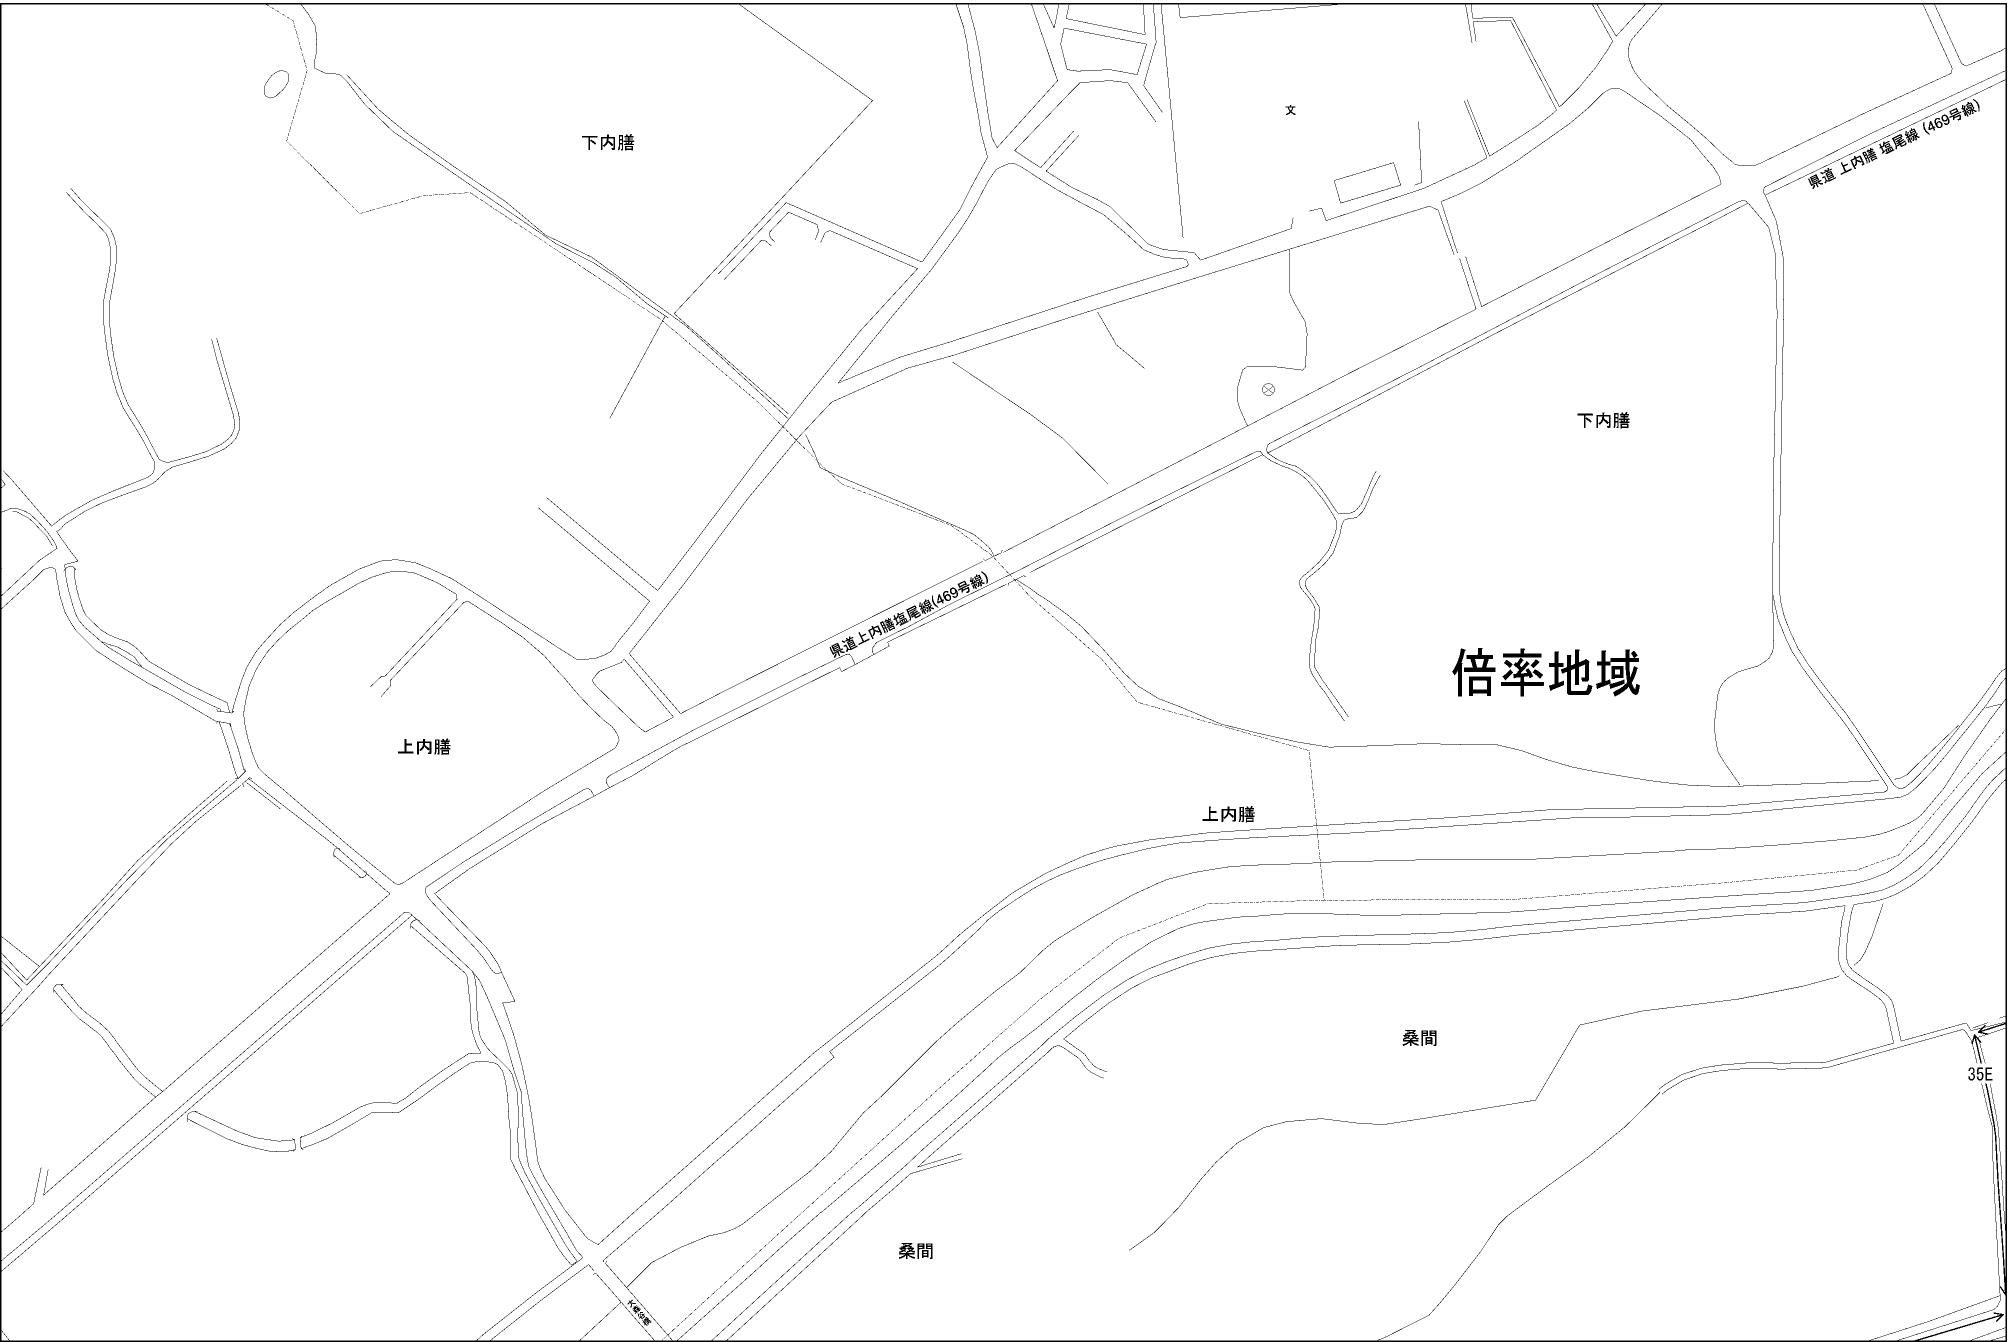 文
下内膳
県道 上内膳 塩尾線 (469号線)
下内膳
県道上内膳塩尾線(469号線)
倍率地域
上内膳
上内膳
桑間
35E
桑間